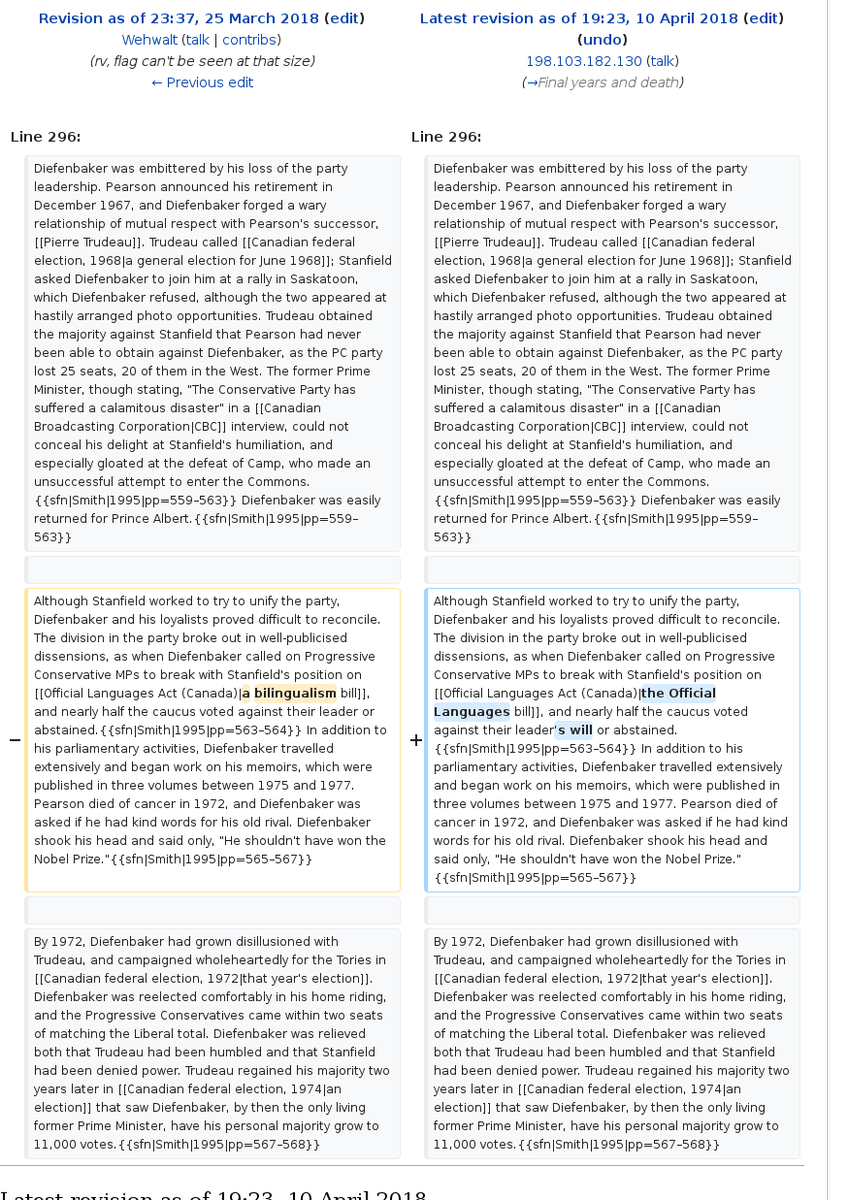 Revision as of 23:37, 25 March 2018 (edit)
Wehwalt (talk | contribs)
(rv, flag can't be seen at that size)
← Previous edit
Latest revision as of 19:23, 10 April 2018 (edit)
(undo)
198.103.182.130 (talk)
(→Final years and death)
Line 296:
Diefenbaker was embittered by his loss of the party
leadership. Pearson announced his retirement in
December 1967, and Diefenbaker forged a wary
relationship of mutual respect with Pearson's successor,
[[Pierre Trudeau]]. Trudeau called [[Canadian federal
election, 1968|a general election for June 1968]]; Stanfield
asked Diefenbaker to join him at a rally in Saskatoon,
which Diefenbaker refused, although the two appeared at
hastily arranged photo opportunities. Trudeau obtained
the majority against Stanfield that Pearson had never
been able to obtain against Diefenbaker, as the PC party
lost 25 seats, 20 of them in the West. The former Prime
Minister, though stating, "The Conservative Party has
suffered a calamitous disaster" in a [[Canadian
Broadcasting Corporation|CBC]] interview, could not
conceal his delight at Stanfield's humiliation, and
especially gloated at the defeat of Camp, who made an
unsuccessful attempt to enter the Commons.
{{sfn|Smith|1995|pp=559–563}} Diefenbaker was easily
returned for Prince Albert.{{sfn|Smith|1995|pp=559–
563}}
− Although Stanfield worked to try to unify the party,
Diefenbaker and his loyalists proved difficult to reconcile.
The division in the party broke out in well-publicised
dissensions, as when Diefenbaker called on Progressive
Conservative MPs to break with Stanfield's position on
[[Official Languages Act (Canada)|a bilingualism bill]],
and nearly half the caucus voted against their leader or
abstained.{{sfn|Smith|1995|pp=563–564}} In addition to
his parliamentary activities, Diefenbaker travelled
extensively and began work on his memoirs, which were
published in three volumes between 1975 and 1977.
Pearson died of cancer in 1972, and Diefenbaker was
asked if he had kind words for his old rival. Diefenbaker
shook his head and said only, "He shouldn't have won the
Nobel Prize."{{sfn|Smith|1995|pp=565–567}}
By 1972, Diefenbaker had grown disillusioned with
Trudeau, and campaigned wholeheartedly for the Tories in
[[Canadian federal election, 1972|that year's election]].
Diefenbaker was reelected comfortably in his home riding,
and the Progressive Conservatives came within two seats
of matching the Liberal total. Diefenbaker was relieved
both that Trudeau had been humbled and that Stanfield
had been denied power. Trudeau regained his majority two
years later in [[Canadian federal election, 1974|an
election]] that saw Diefenbaker, by then the only living
former Prime Minister, have his personal majority grow to
11,000 votes.{{sfn|Smith|1995|pp=567–568}}
Line 296:
Diefenbaker was embittered by his loss of the party
leadership. Pearson announced his retirement in
December 1967, and Diefenbaker forged a wary
relationship of mutual respect with Pearson's successor,
[[Pierre Trudeau]]. Trudeau called [[Canadian federal
election, 1968|a general election for June 1968]]; Stanfield
asked Diefenbaker to join him at a rally in Saskatoon,
which Diefenbaker refused, although the two appeared at
hastily arranged photo opportunities. Trudeau obtained
the majority against Stanfield that Pearson had never
been able to obtain against Diefenbaker, as the PC party
lost 25 seats, 20 of them in the West. The former Prime
Minister, though stating, "The Conservative Party has
suffered a calamitous disaster" in a [[Canadian
Broadcasting Corporation|CBC]] interview, could not
conceal his delight at Stanfield's humiliation, and
especially gloated at the defeat of Camp, who made an
unsuccessful attempt to enter the Commons.
{{sfn|Smith|1995|pp=559–563}} Diefenbaker was easily
returned for Prince Albert.{{sfn|Smith|1995|pp=559–
563}}
+ Although Stanfield worked to try to unify the party,
Diefenbaker and his loyalists proved difficult to reconcile.
The division in the party broke out in well-publicised
dissensions, as when Diefenbaker called on Progressive
Conservative MPs to break with Stanfield's position on
[[Official Languages Act (Canada)|the Official
Languages bill]], and nearly half the caucus voted
against their leader's will or abstained.
{{sfn|Smith|1995|pp=563–564}} In addition to his
parliamentary activities, Diefenbaker travelled extensively
and began work on his memoirs, which were published in
three volumes between 1975 and 1977. Pearson died of
cancer in 1972, and Diefenbaker was asked if he had kind
words for his old rival. Diefenbaker shook his head and
said only, "He shouldn't have won the Nobel Prize."
{{sfn|Smith|1995|pp=565–567}}
By 1972, Diefenbaker had grown disillusioned with
Trudeau, and campaigned wholeheartedly for the Tories in
[[Canadian federal election, 1972|that year's election]].
Diefenbaker was reelected comfortably in his home riding,
and the Progressive Conservatives came within two seats
of matching the Liberal total. Diefenbaker was relieved
both that Trudeau had been humbled and that Stanfield
had been denied power. Trudeau regained his majority two
years later in [[Canadian federal election, 1974|an
election]] that saw Diefenbaker, by then the only living
former Prime Minister, have his personal majority grow to
11,000 votes.{{sfn|Smith|1995|pp=567–568}}
Latest revision as of 19:23, 10 April 2018